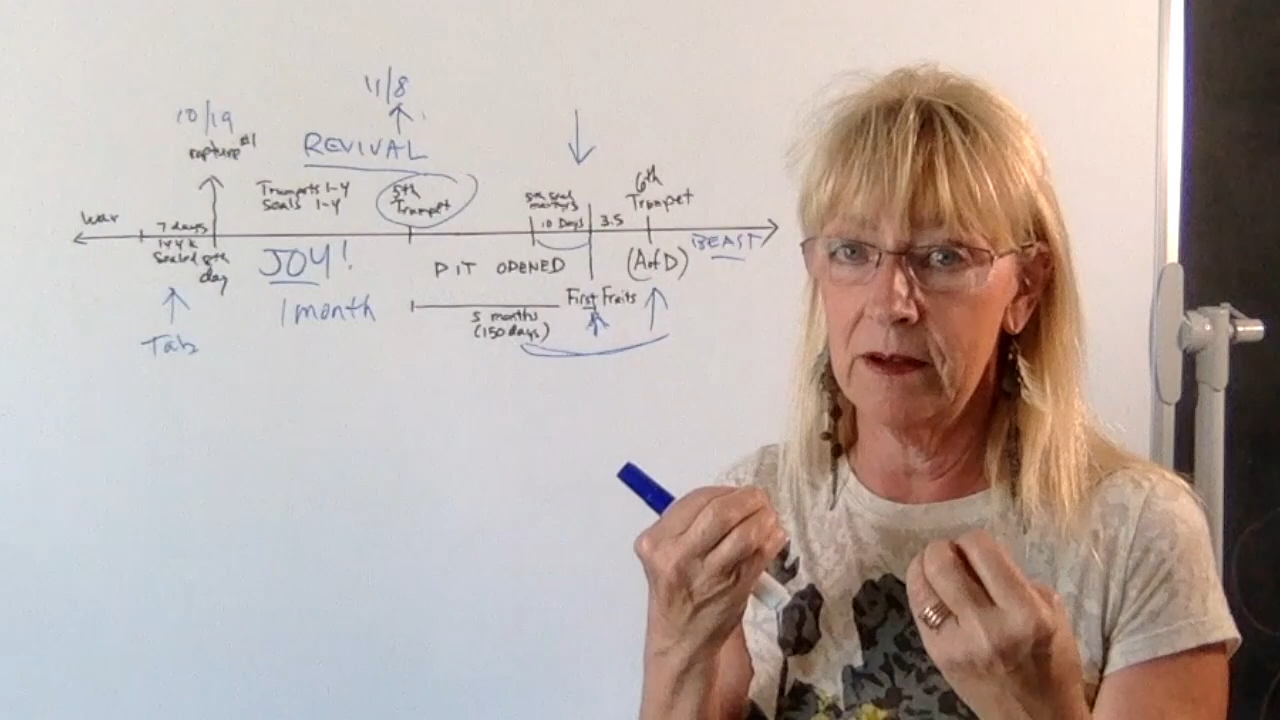 11/8
10/19
rapture #1
REVIVAL
Trumpets 1-4
Seals 1-4
5th
Trumpet
5th seal
martyrs
6th
Trumpet
war
7 days
10 Days
3.5
BEAST
144k
sealed 8th
day
JOY!
PIT OPENED
(AofD)
1 month
First Fruits
5 months
(150 days)
Tab